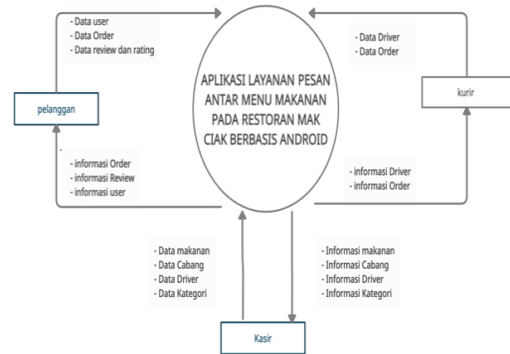 - Data user
- Data Order
- Data review dan rating
- Data Driver
- Data Order
APLIKASI LAYANAN PESAN
ANTAR MENU MAKANAN
PADA RESTORAN MAK
CIAK BERBASIS ANDROID
pelanggan
kurir
- informasi Order
- informasi Review
- informasi user
- informasi Driver
- informasi Order
- Data makanan
- Data Cabang
- Data Driver
- Data Kategori
- Informasi makanan
- Informasi Cabang
- Informasi Driver
- Informasi Kategori
Kasir